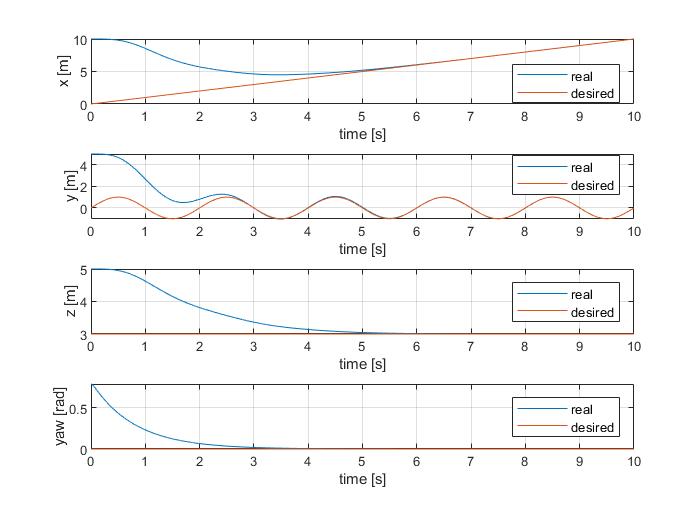 10
5
0
x [m]
real
desired
0 1 2 3 4 5 6 7 8 9 10
time [s]
4
2
0
y [m]
real
desired
0 1 2 3 4 5 6 7 8 9 10
time [s]
5
4
3
z [m]
real
desired
0 1 2 3 4 5 6 7 8 9 10
time [s]
0.5
0
yaw [rad]
real
desired
0 1 2 3 4 5 6 7 8 9 10
time [s]